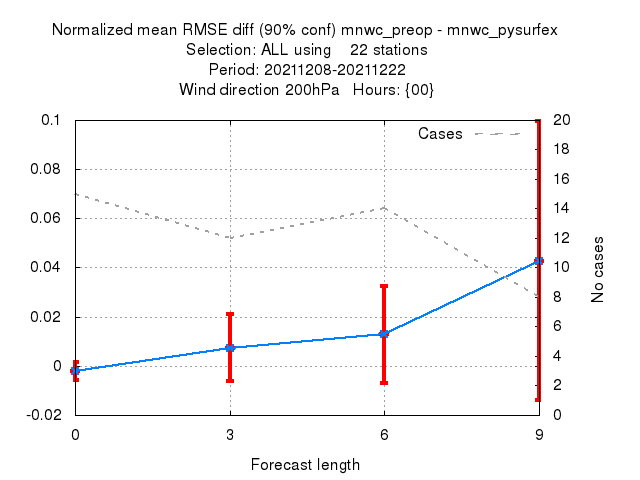 Normalized mean RMSE diff (90% conf) mnwc_preop - mnwc_pysurfex
Selection: ALL using    22 stations
Period: 20211208-20211222
Wind direction 200hPa   Hours: {00}
Cases
0.1
0.08
0.06
0.04
0.02
0
-0.02
20
18
16
14
12
10
8
6
4
2
0
No cases
0 3 6 9
Forecast length